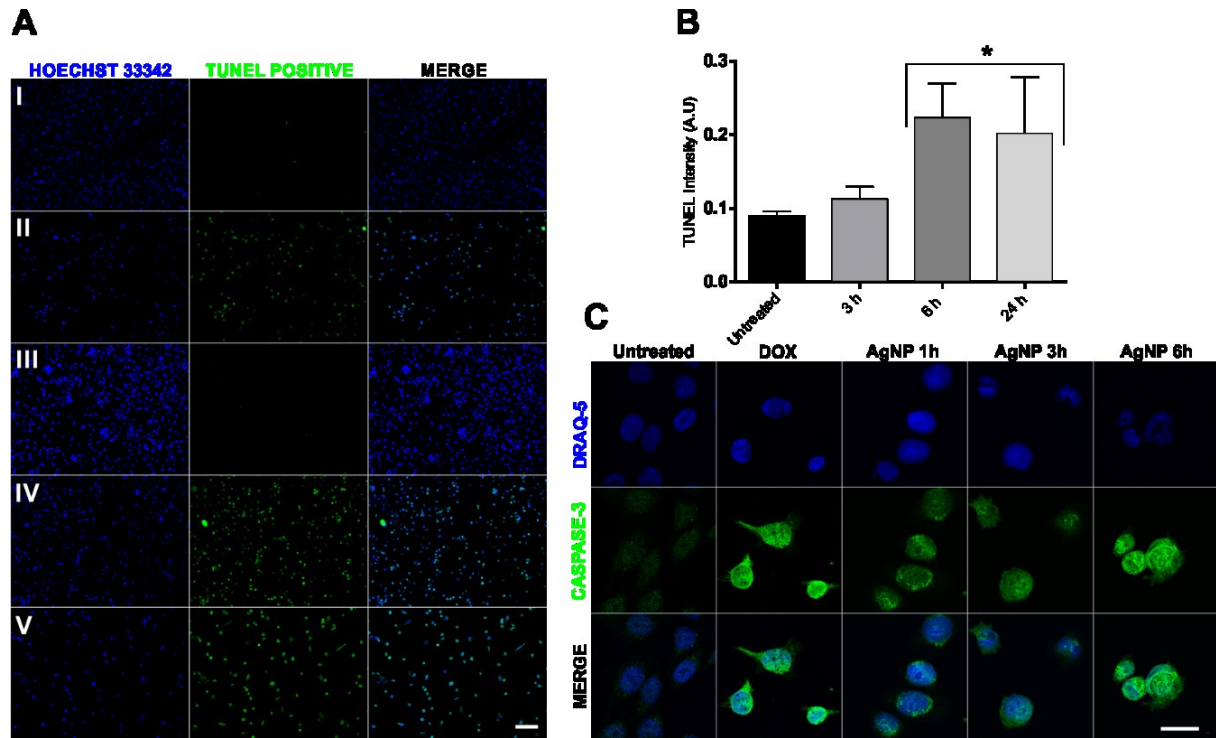 A
HOECHST 33342 TUNEL POSITIVE MERGE
I
II
III
IV
V
B
*
TUNEL Intensity (A.U)
0.3
0.2
0.1
0.0
Untreated 3 h 6 h 24 h
C
Untreated DOX AgNP 1h AgNP 3h AgNP 6h
DRAQ-5
CASPASE-3
MERGE